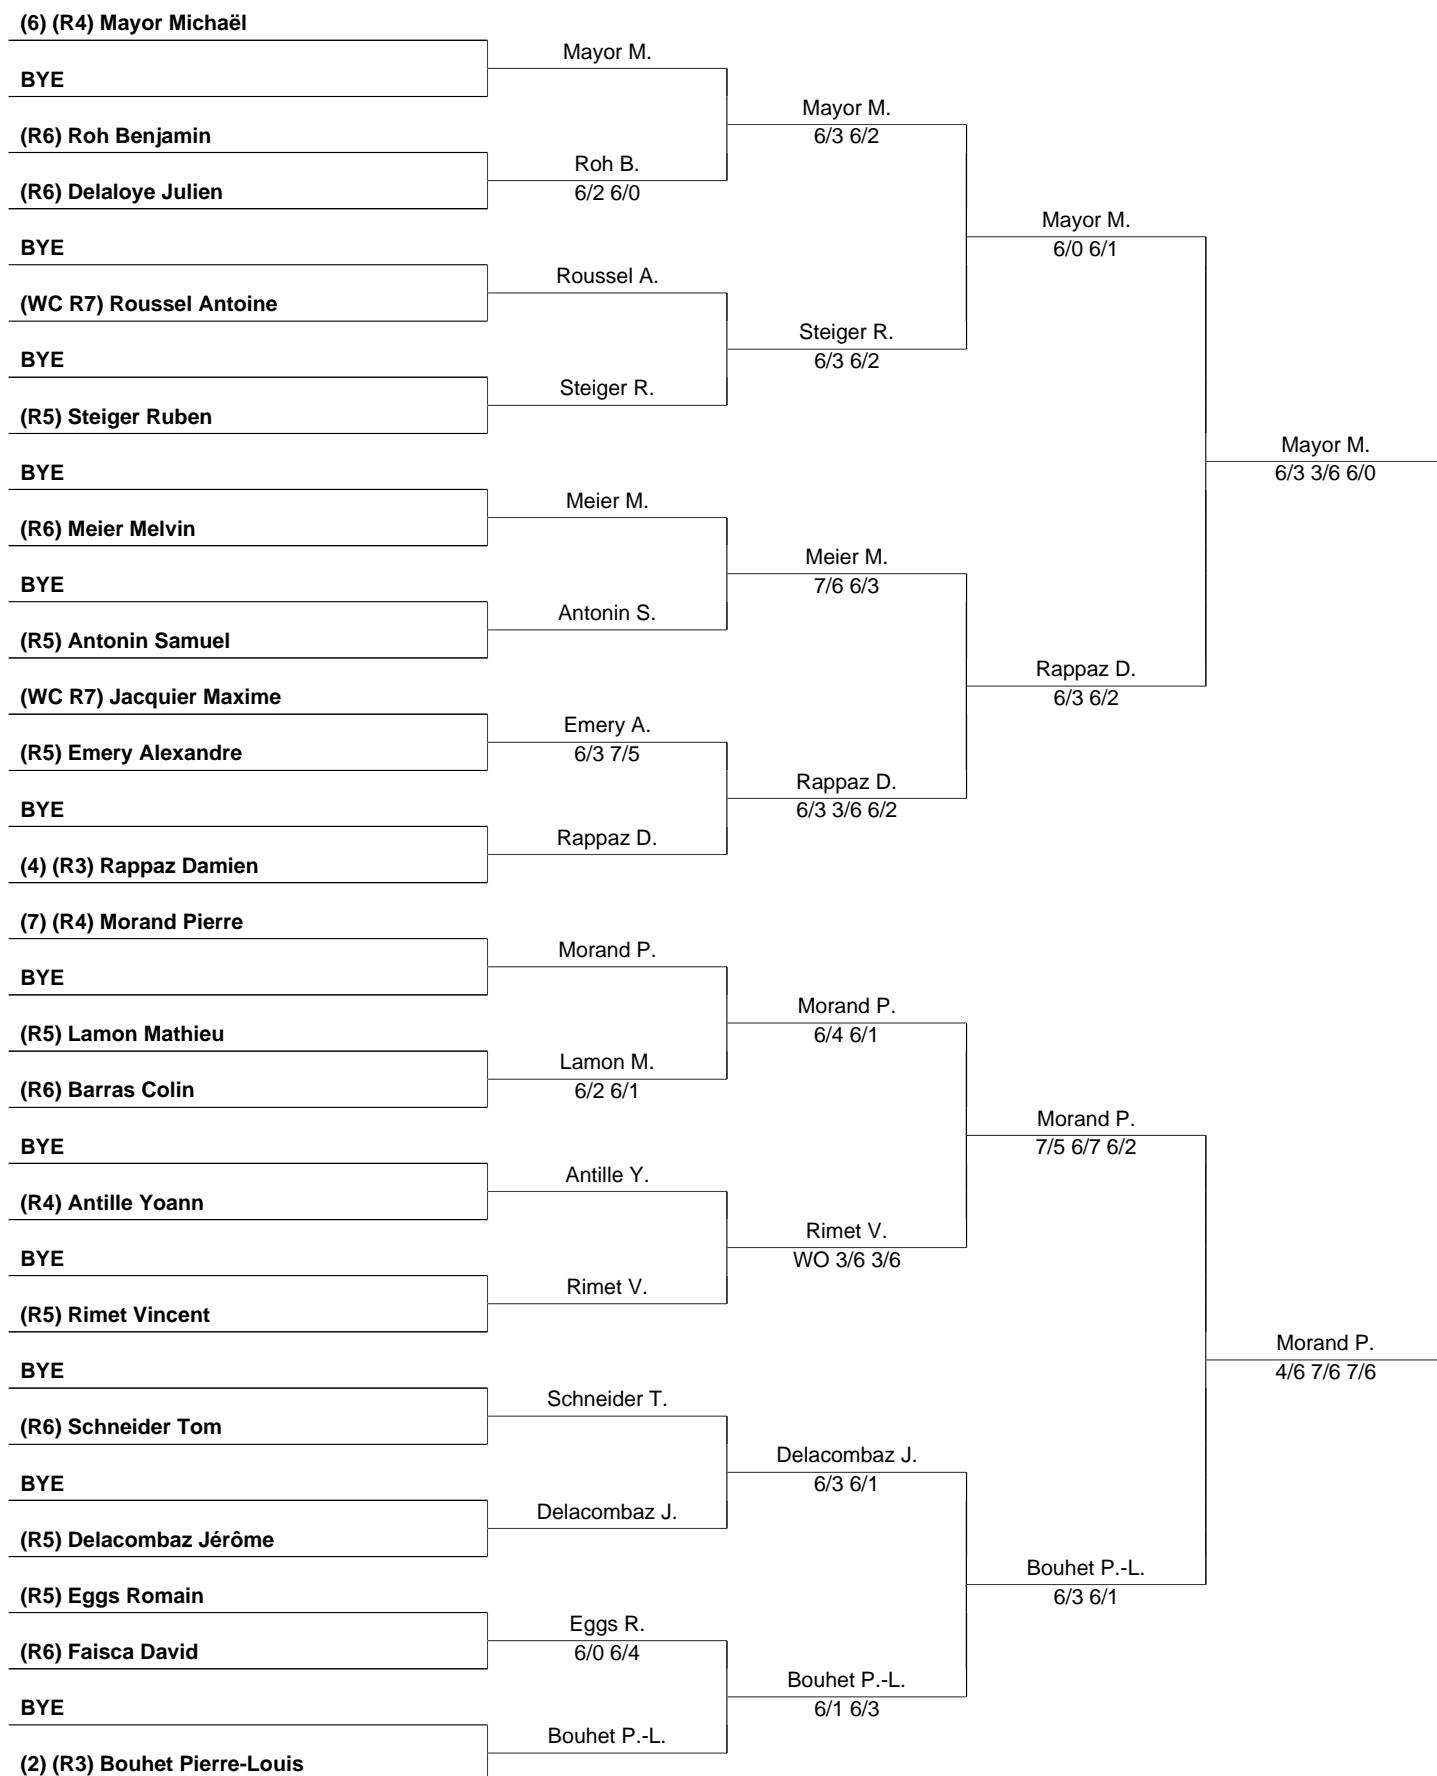 (6) (R4) Mayor Michaël
Mayor M.
BYE
Mayor M.
6/3 6/2
(R6) Roh Benjamin
Roh B.
6/2 6/0
(R6) Delaloye Julien
Mayor M.
6/0 6/1
BYE
Roussel A.
(WC R7) Roussel Antoine
Steiger R.
6/3 6/2
BYE
Steiger R.
(R5) Steiger Ruben
Mayor M.
6/3 3/6 6/0
BYE
Meier M.
(R6) Meier Melvin
Meier M.
7/6 6/3
BYE
Antonin S.
(R5) Antonin Samuel
Rappaz D.
6/3 6/2
(WC R7) Jacquier Maxime
Emery A.
6/3 7/5
(R5) Emery Alexandre
Rappaz D.
6/3 3/6 6/2
BYE
Rappaz D.
(4) (R3) Rappaz Damien
(7) (R4) Morand Pierre
Morand P.
BYE
Morand P.
6/4 6/1
(R5) Lamon Mathieu
Lamon M.
6/2 6/1
(R6) Barras Colin
Morand P.
7/5 6/7 6/2
BYE
Antille Y.
(R4) Antille Yoann
Rimet V.
WO 3/6 3/6
BYE
Rimet V.
(R5) Rimet Vincent
Morand P.
4/6 7/6 7/6
BYE
Schneider T.
(R6) Schneider Tom
Delacombaz J.
6/3 6/1
BYE
Delacombaz J.
(R5) Delacombaz Jérôme
Bouhet P.-L.
6/3 6/1
(R5) Eggs Romain
Eggs R.
6/0 6/4
(R6) Faisca David
Bouhet P.-L.
6/1 6/3
BYE
Bouhet P.-L.
(2) (R3) Bouhet Pierre-Louis